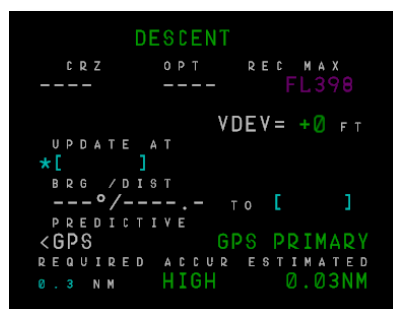 DESCENT
CRZ OPT REC MAX
---- ---- FL398
VDEV= +0 FT
UPDATE AT
*[ ]
BRG /DIST
---°/----.- TO [ ]
PREDICTIVE
<GPS GPS PRIMARY
REQUIRED ACCUR ESTIMATED
0.3 NM HIGH 0.03NM